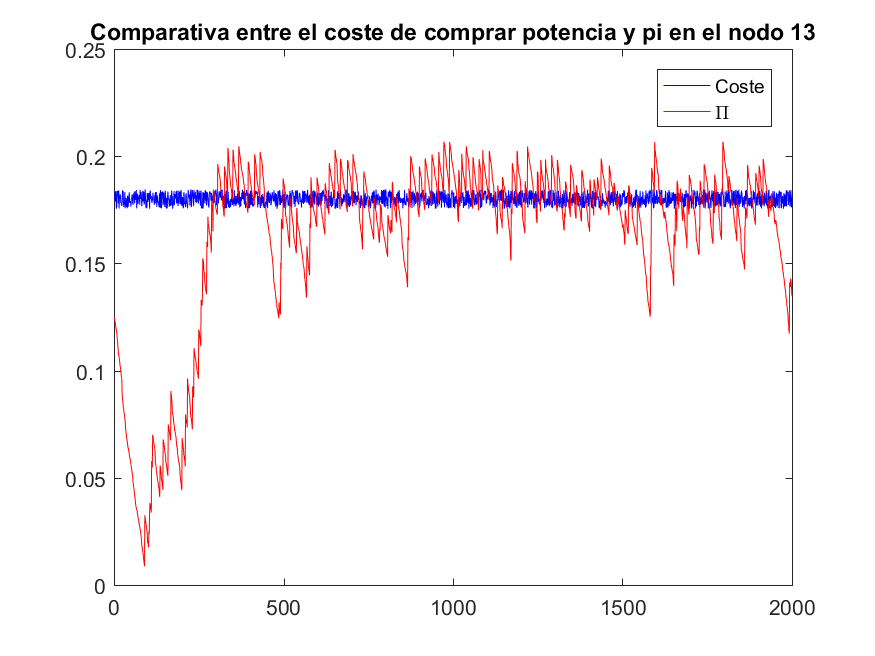 Comparativa entre el coste de comprar potencia y pi en el nodo 13
0.25
Coste
Π
0.2
0.15
0.1
0.05
0
0 500 1000 1500 2000